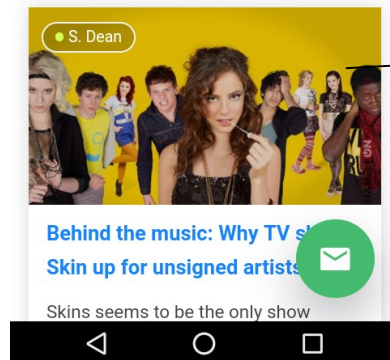 S. Dean
Behind the music: Why TV s
Skin up for unsigned artists
Skins seems to be the only show